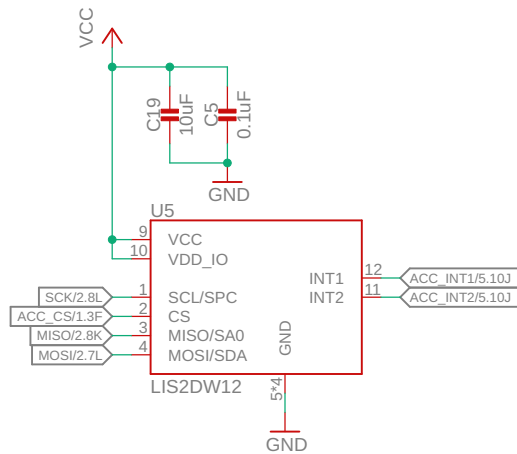 VCC
C19
10uF
C5
0.1uF
GND
U5
9
VCC
10
VDD_IO
INT1
12
ACC_INT1/5.10J
INT2
11
ACC_INT2/5.10J
SCK/2.8L
1
SCL/SPC
ACC_CS/1.3F
2
CS
MISO/2.8K
3
MISO/SA0
MOSI/2.7L
4
MOSI/SDA
GND
LIS2DW12
5*4
GND